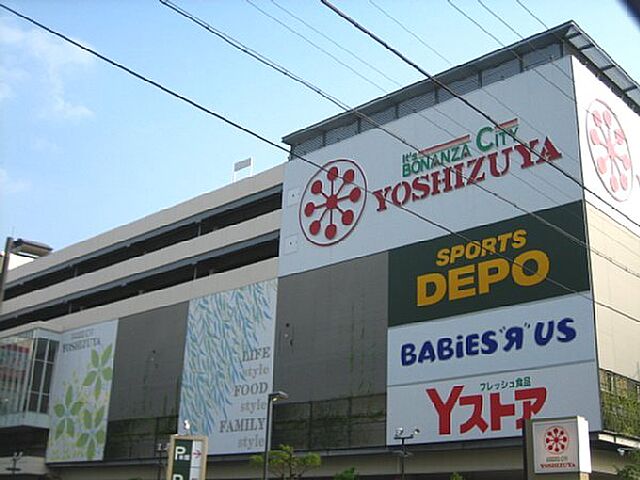 It's
BONANZA CITY
YOSHIZUYA
SPORTS
DEPO
BABIES "R" US
フレッシュ食品
Yストア
YOSHIZUYA
LIFE
style
FOOD
style
FAMILY
style
P
P
YOSHIZUYA